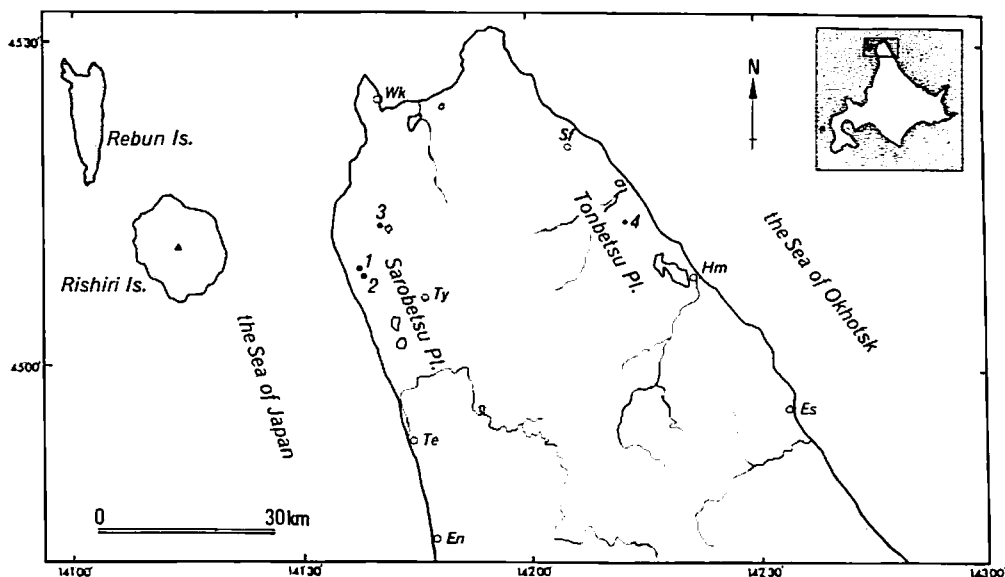 45°30'
Wk
N
Rebun Is.
Sf
3
Tonbetsu Pl.
4
the Sea of Okhotsk
1
2
Sarobetsu Pl.
Ty
Hm
Rishiri Is.
the Sea of Japan
45°00'
Es
Te
0 30km
En
141°00' 141°30' 142°00' 142°30' 143°00'